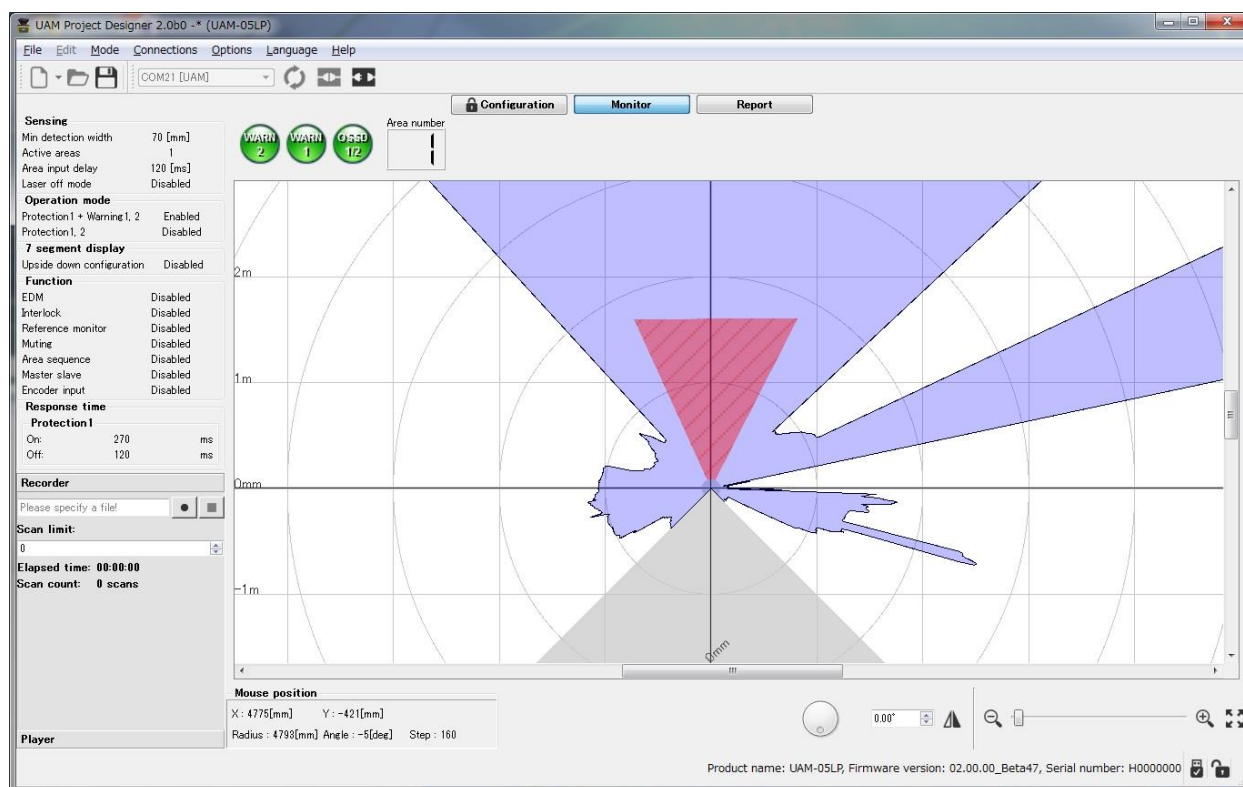 UAM Project Designer 2.0b0 -* (UAM-05LP)
File Edit Mode Connections Options Language Help
COM21 [UAM]
Configuration Monitor Report
Sensing
Min detection width 70 [mm]
Active areas 1
Area input delay 120 [ms]
Laser off mode Disabled
Operation mode
Protection1 + Warning1, 2 Enabled
Protection1, 2 Disabled
7 segment display
Upside down configuration Disabled
Function
EDM Disabled
Interlock Disabled
Reference monitor Disabled
Muting Disabled
Area sequence Disabled
Master slave Disabled
Encoder input Disabled
Response time
Protection1
On: 270 ms
Off: 120 ms
Recorder
Please specify a file!
Scan limit:
0
Elapsed time: 00:00:00
Scan count: 0 scans
Player
WARN 2
WARN 1
OSSD 1/2
Area number
1
2m
1m
0mm
-1m
0mm
Mouse position
X : 4775[mm] Y : -421[mm]
Radius : 4793[mm] Angle : -5[deg] Step : 160
0.00°
Product name: UAM-05LP, Firmware version: 02.00.00_Beta47, Serial number: H0000000